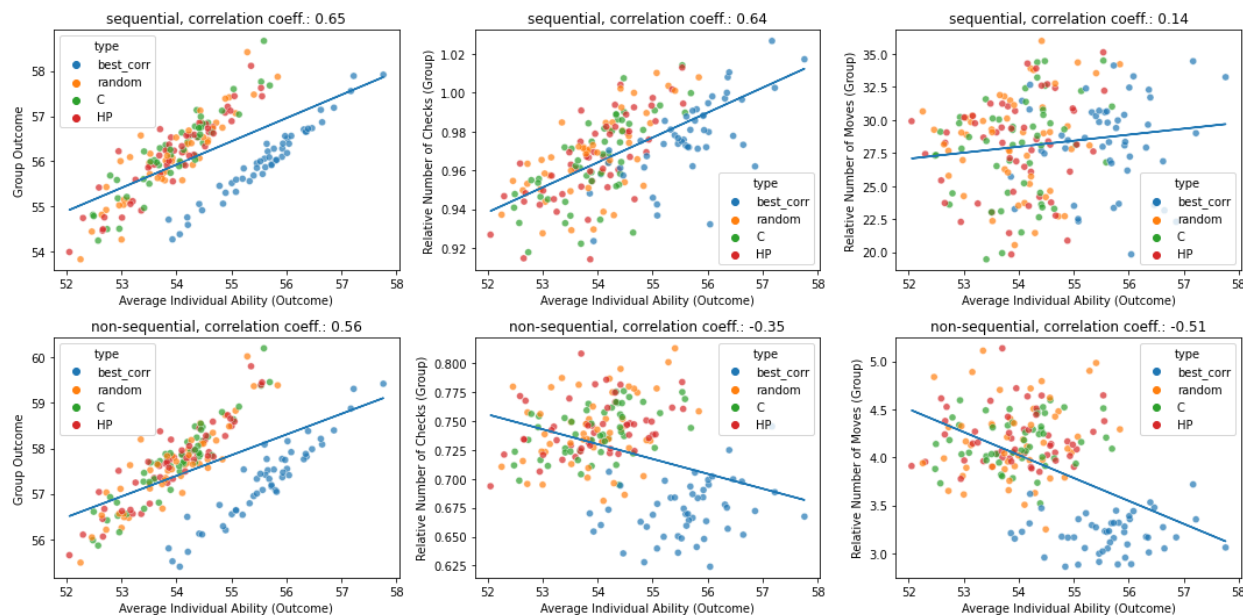 sequential, correlation coeff.: 0.65
Group Outcome
58
57
56
55
54
type
best_corr
random
C
HP
52 53 54 55 56 57 58
Average Individual Ability (Outcome)
sequential, correlation coeff.: 0.64
Relative Number of Checks (Group)
1.02
1.00
0.98
0.96
0.94
0.92
type
best_corr
random
C
HP
52 53 54 55 56 57 58
Average Individual Ability (Outcome)
sequential, correlation coeff.: 0.14
Relative Number of Moves (Group)
35.0
32.5
30.0
27.5
25.0
22.5
20.0
type
best_corr
random
C
HP
52 53 54 55 56 57 58
Average Individual Ability (Outcome)
non-sequential, correlation coeff.: 0.56
Group Outcome
60
59
58
57
56
type
best_corr
random
C
HP
52 53 54 55 56 57 58
Average Individual Ability (Outcome)
non-sequential, correlation coeff.: -0.35
Relative Number of Checks (Group)
0.800
0.775
0.750
0.725
0.700
0.675
0.650
0.625
type
best_corr
random
C
HP
52 53 54 55 56 57 58
Average Individual Ability (Outcome)
non-sequential, correlation coeff.: -0.51
Relative Number of Moves (Group)
5.0
4.5
4.0
3.5
3.0
type
best_corr
random
C
HP
52 53 54 55 56 57 58
Average Individual Ability (Outcome)